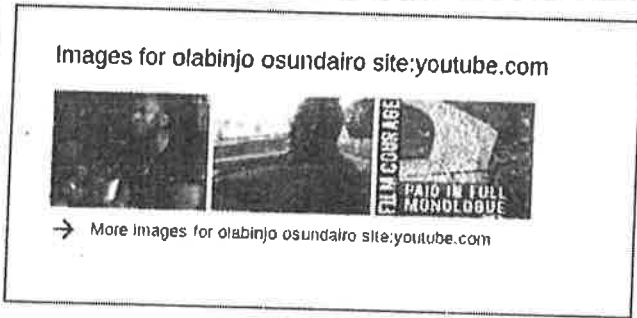 Images for olabinjo osundairo site:youtube.com
FILM COURAGE
PAID IN FULL
MONOLOGUE
→ More images for olabinjo osundairo site:youtube.com